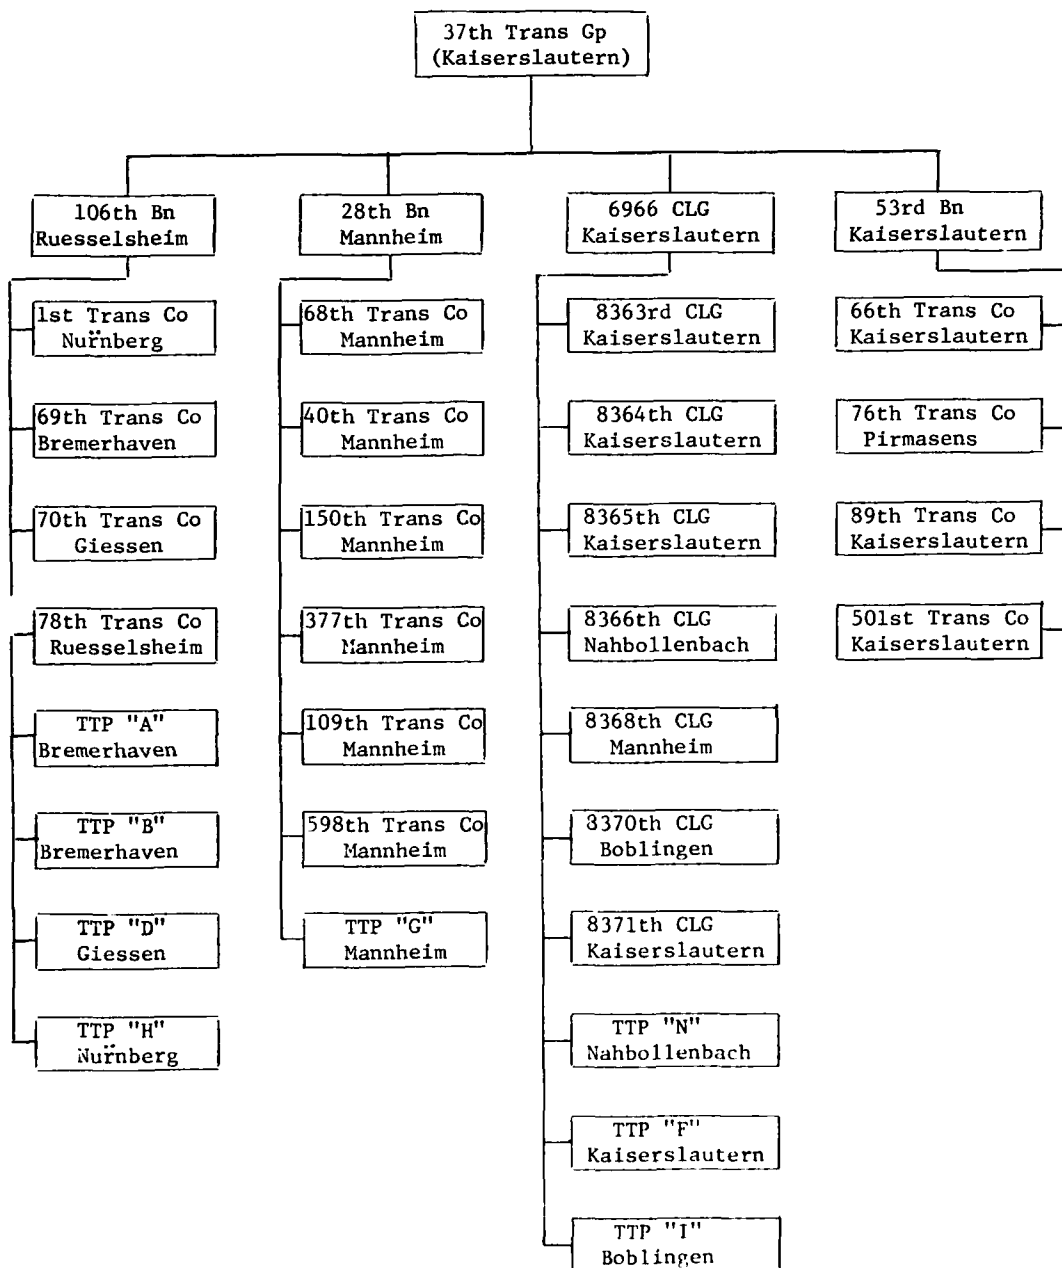 37th Trans Gp
(Kaiserslautern)
106th Bn
Ruesselsheim
28th Bn
Mannheim
6966 CLG
Kaiserslautern
53rd Bn
Kaiserslautern
1st Trans Co
Nürnberg
69th Trans Co
Bremerhaven
70th Trans Co
Giessen
78th Trans Co
Ruesselsheim
TTP "A"
Bremerhaven
TTP "B"
Bremerhaven
TTP "D"
Giessen
TTP "H"
Nürnberg
68th Trans Co
Mannheim
40th Trans Co
Mannheim
150th Trans Co
Mannheim
377th Trans Co
Mannheim
109th Trans Co
Mannheim
598th Trans Co
Mannheim
TTP "G"
Mannheim
8363rd CLG
Kaiserslautern
8364th CLG
Kaiserslautern
8365th CLG
Kaiserslautern
8366th CLG
Nahbollenbach
8368th CLG
Mannheim
8370th CLG
Boblingen
8371th CLG
Kaiserslautern
TTP "N"
Nahbollenbach
TTP "F"
Kaiserslautern
TTP "I"
Boblingen
66th Trans Co
Kaiserslautern
76th Trans Co
Pirmasens
89th Trans Co
Kaiserslautern
501st Trans Co
Kaiserslautern